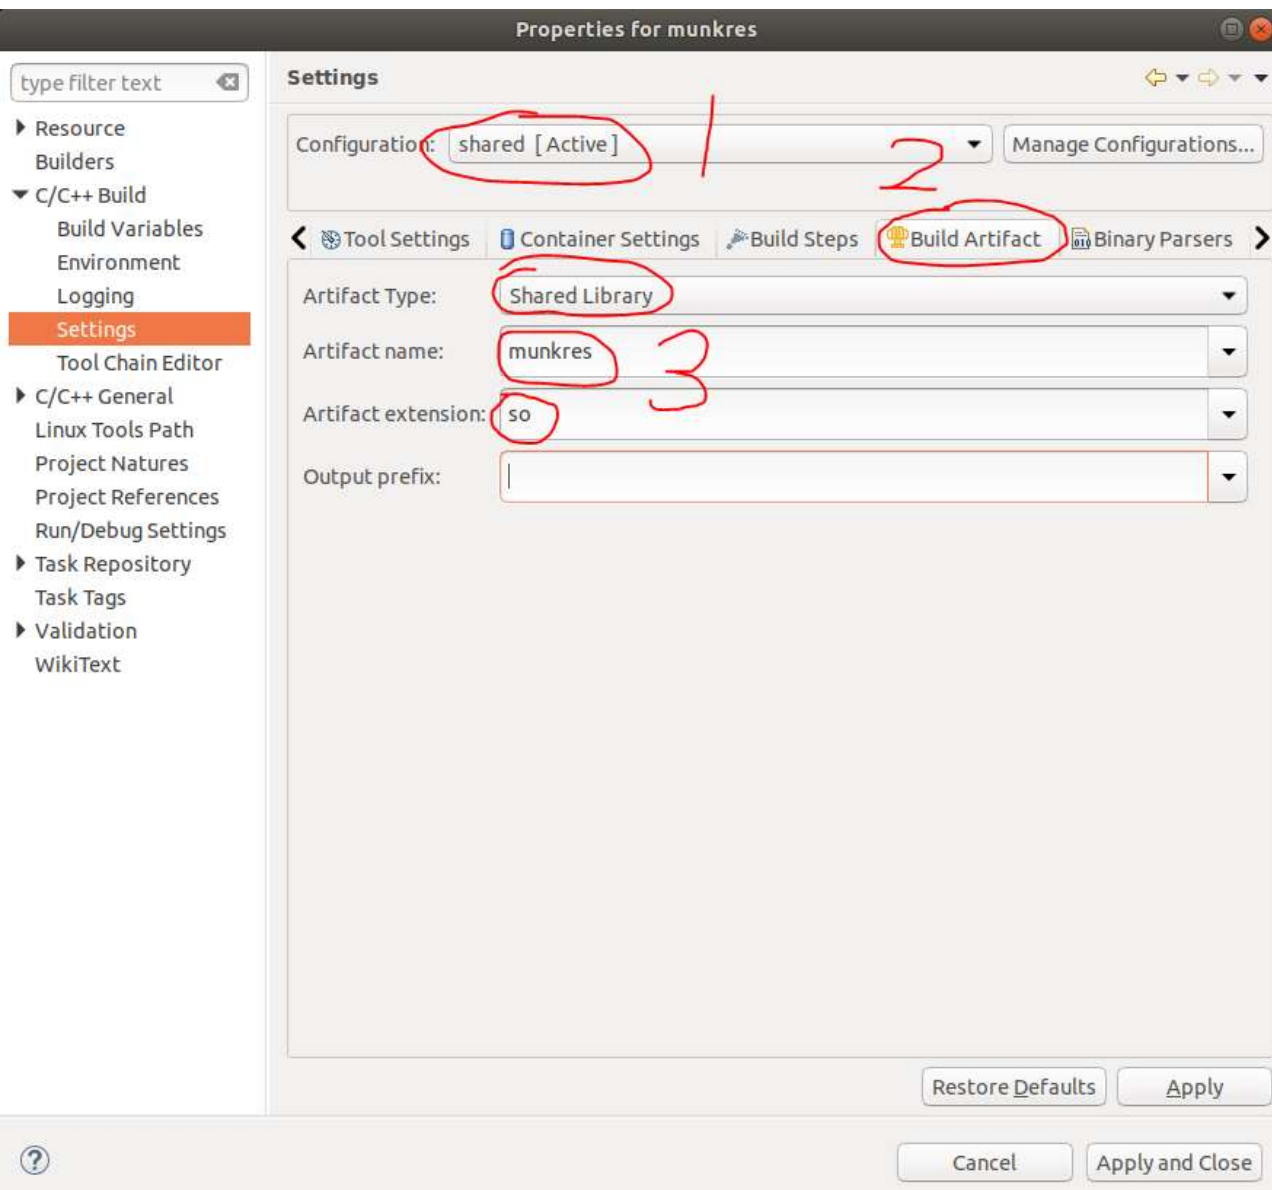 Properties for munkres
type filter text
Resource
Builders
C/C++ Build
Build Variables
Environment
Logging
Settings
Tool Chain Editor
C/C++ General
Linux Tools Path
Project Natures
Project References
Run/Debug Settings
Task Repository
Task Tags
Validation
WikiText
Settings
1
Configuration: shared [Active] Manage Configurations...
2
Tool Settings Container Settings Build Steps Build Artifact Binary Parsers
Artifact Type: Shared Library
Artifact name: munkres
3
Artifact extension: so
Output prefix:
Restore Defaults Apply
Cancel Apply and Close